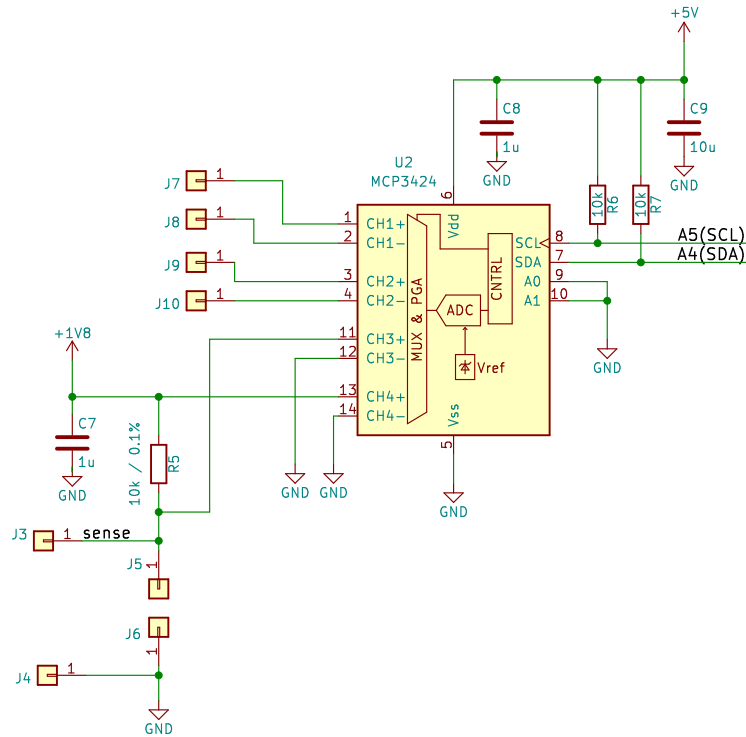 +5V
C8
1u
GND
C9
10u
GND
U2
MCP3424
10k
R6
10k
R7
J7
1
J8
1
J9
1
J10
1
6
Vdd
1
CH1+
2
CH1-
3
CH2+
4
CH2-
11
CH3+
12
CH3-
13
CH4+
14
CH4-
MUX & PGA
CNTRL
ADC
Vref
SCL
8
A5(SCL)
SDA
7
A4(SDA)
A0
9
A1
10
GND
Vss
5
GND
+1V8
C7
1u
GND
10k / 0.1%
R5
GND
GND
J3
1
sense
J5
1
J6
1
J4
1
GND